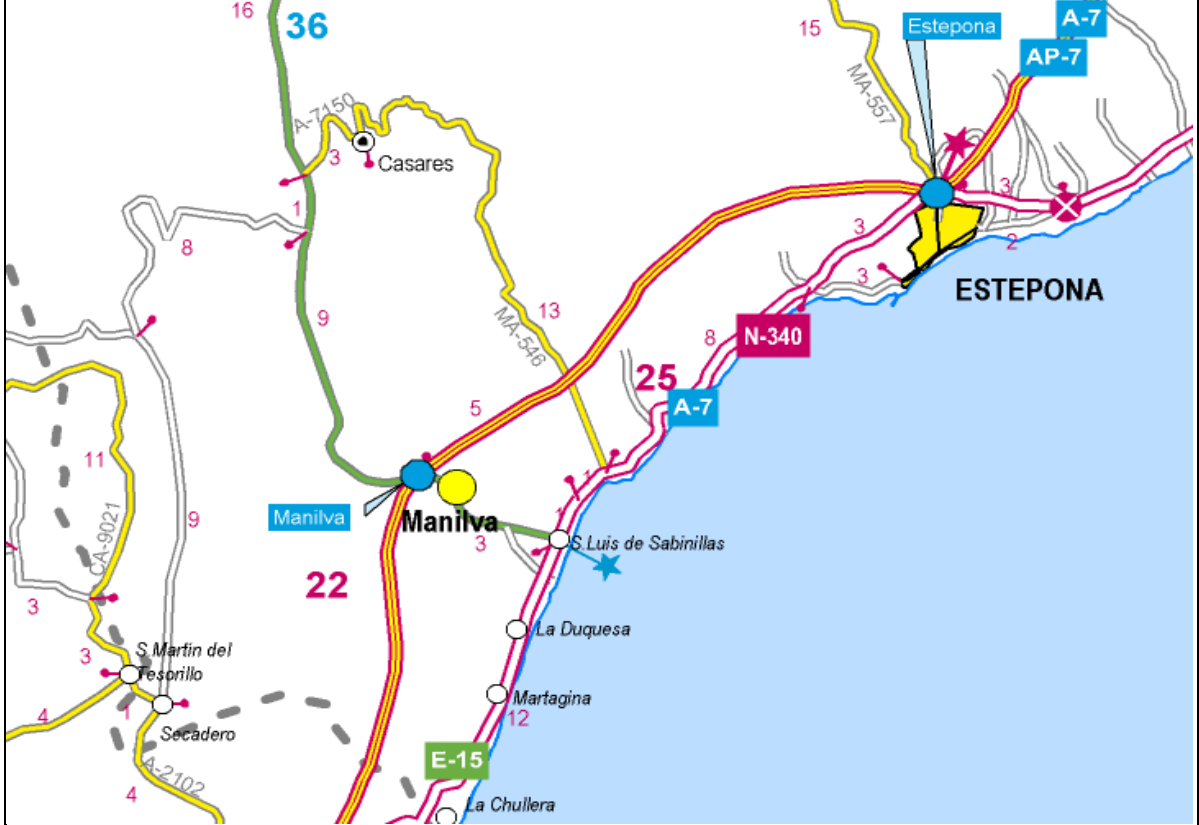 16
36
15
Estepona
A-7
AP-7
MA-557
A-7150
3
Casares
1
8
3
3
2
3
ESTEPONA
9
13
MA-546
8
N-340
25
A-7
5
11
1
Manilva
Manilva
1
3
S.Luis de Sabinillas
9
CA-9021
22
3
La Duquesa
S.Martín del
Tesorillo
3
Martagina
12
4
1
Secadero
E-15
A-2102
4
La Chullera